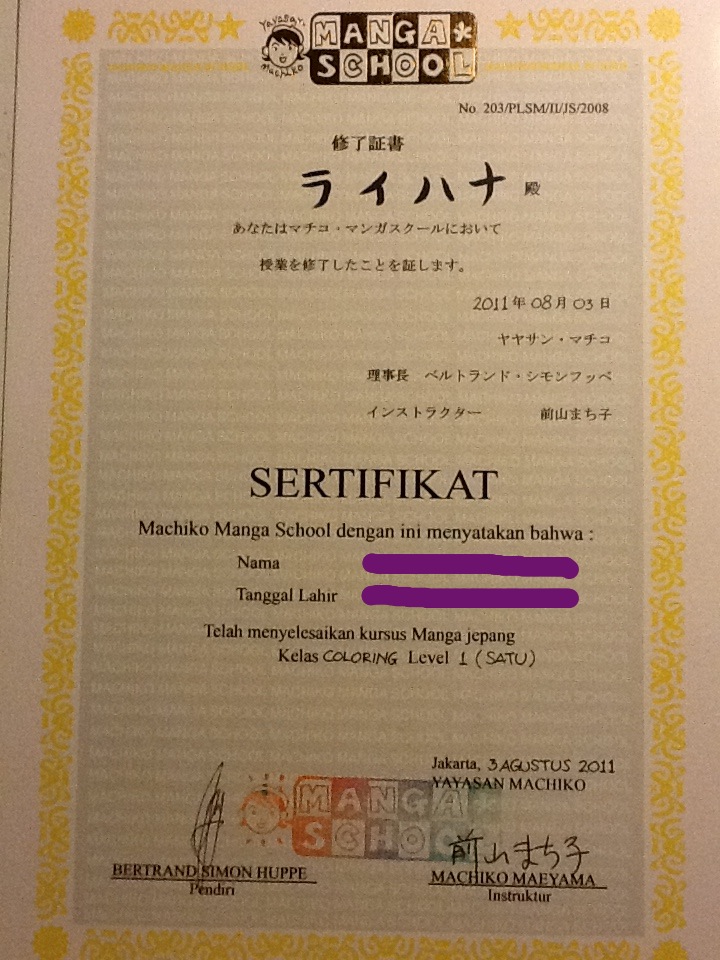 Yayasan
Machiko
MANGA
SCHOOL
No 203/PLSM/II/JS/2008
修了証書
ライハナ 殿
あなたはマチコ・マンガスクールにおいて
授業を修了したことを証します。
2011年 08月 03日
ヤヤサン・マチコ
理事長 ベルトランド・シモンフッペ
インストラクター 前山まち子
SERTIFIKAT
Machiko Manga School dengan ini menyatakan bahwa :
Nama
Tanggal Lahir
Telah menyelesaikan kursus Manga jepang
Kelas COLORING Level 1 (SATU)
Jakarta, 3 AGUSTUS 2011
YAYASAN MACHIKO
MANGA
SCHOOL
前山まち子
BERTRAND SIMON HUPPE
Pendiri
MACHIKO MAEYAMA
Instruktur